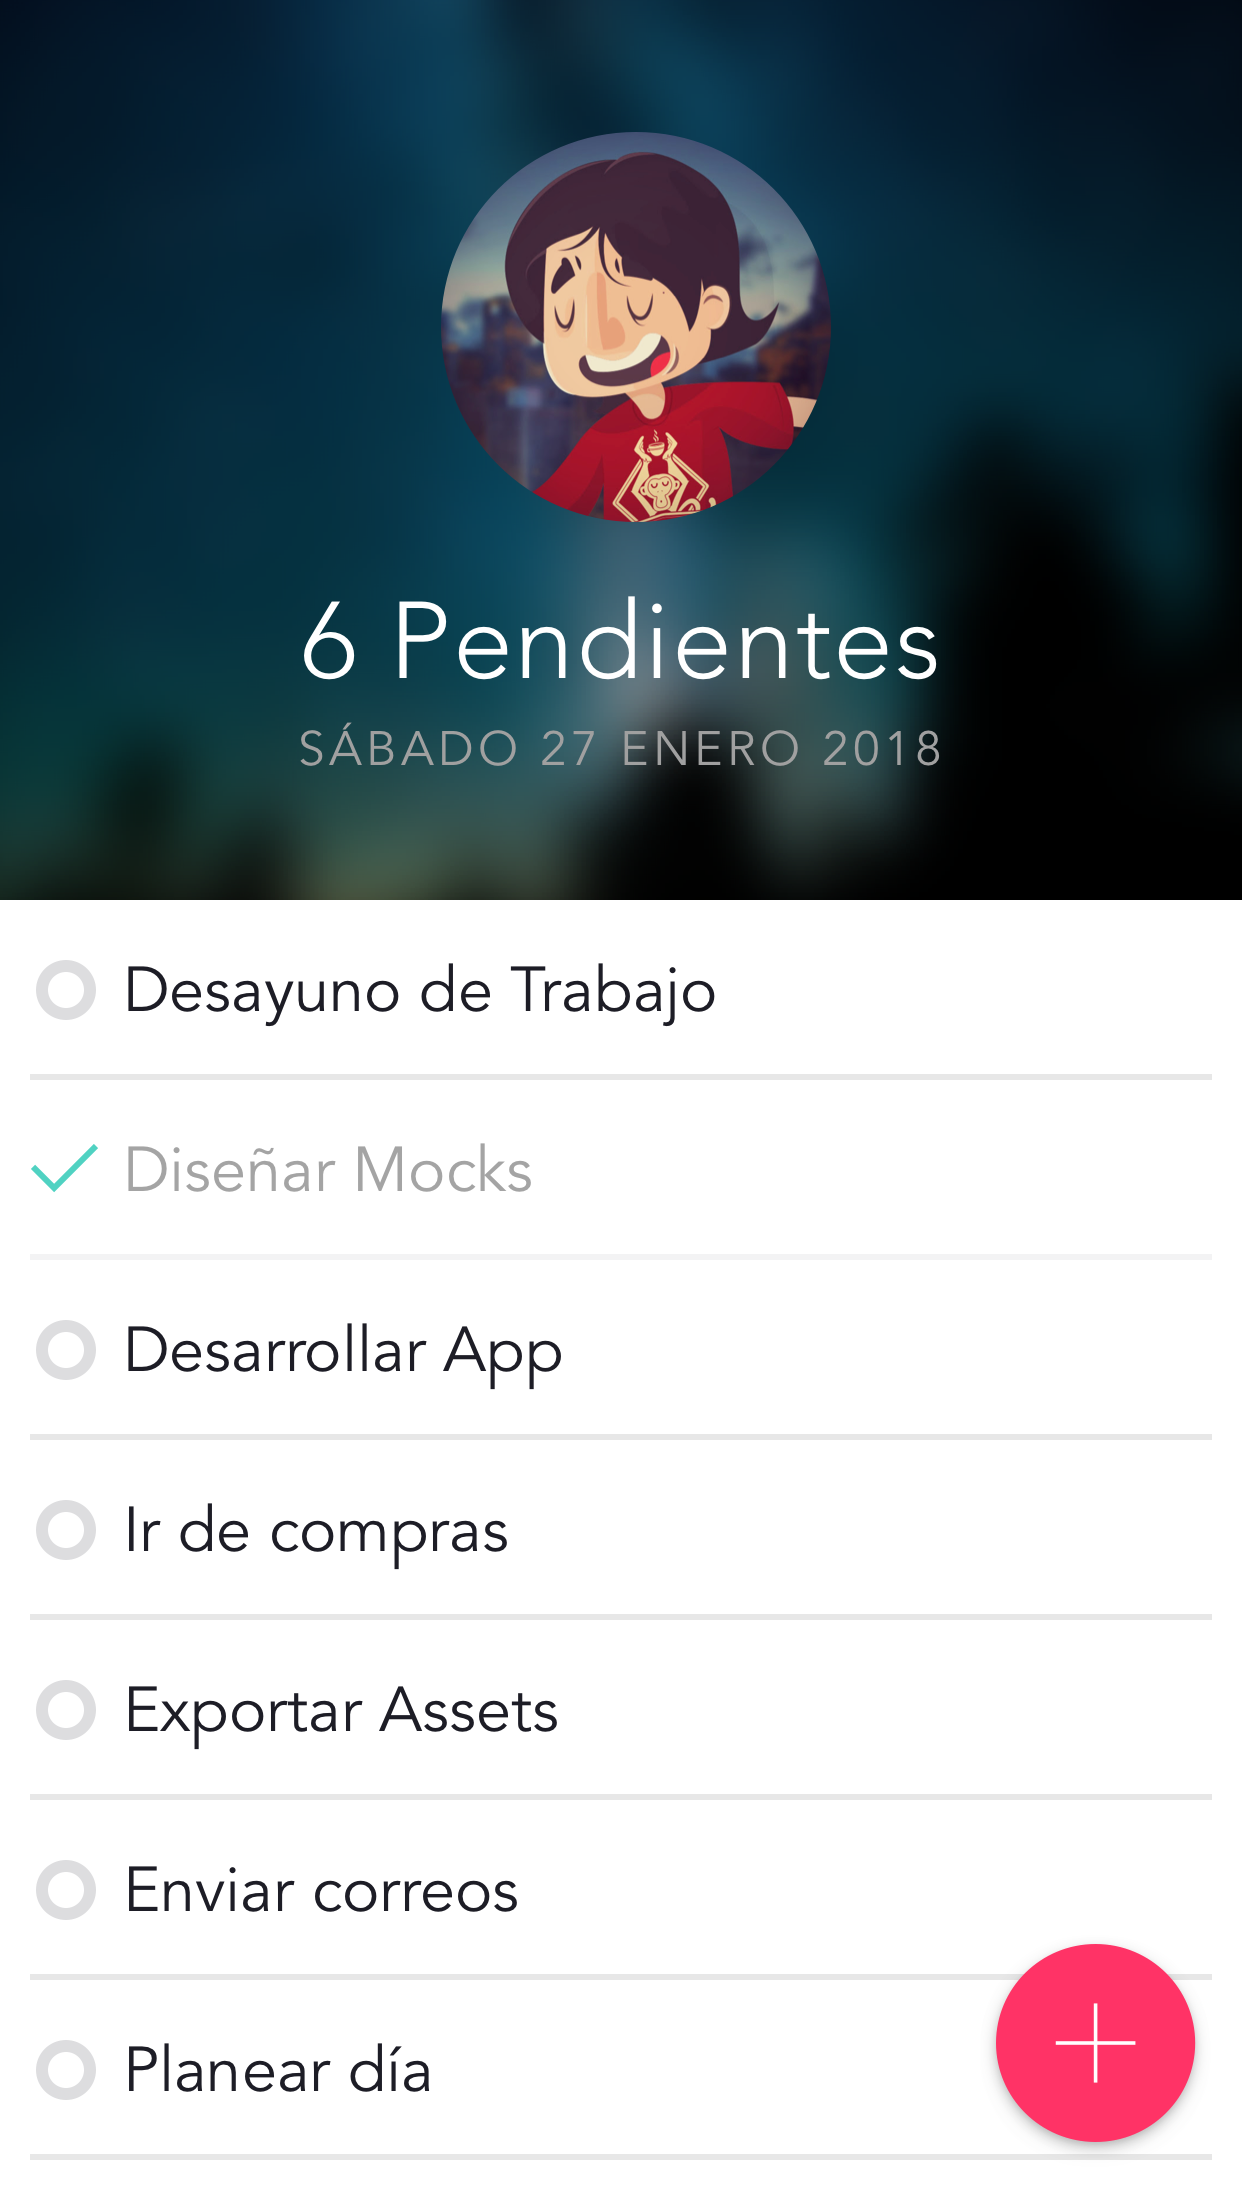 6 Pendientes
SÁBADO 27 ENERO 2018
Desayuno de Trabajo
Diseñar Mocks
Desarrollar App
Ir de compras
Exportar Assets
Enviar correos
Planear día